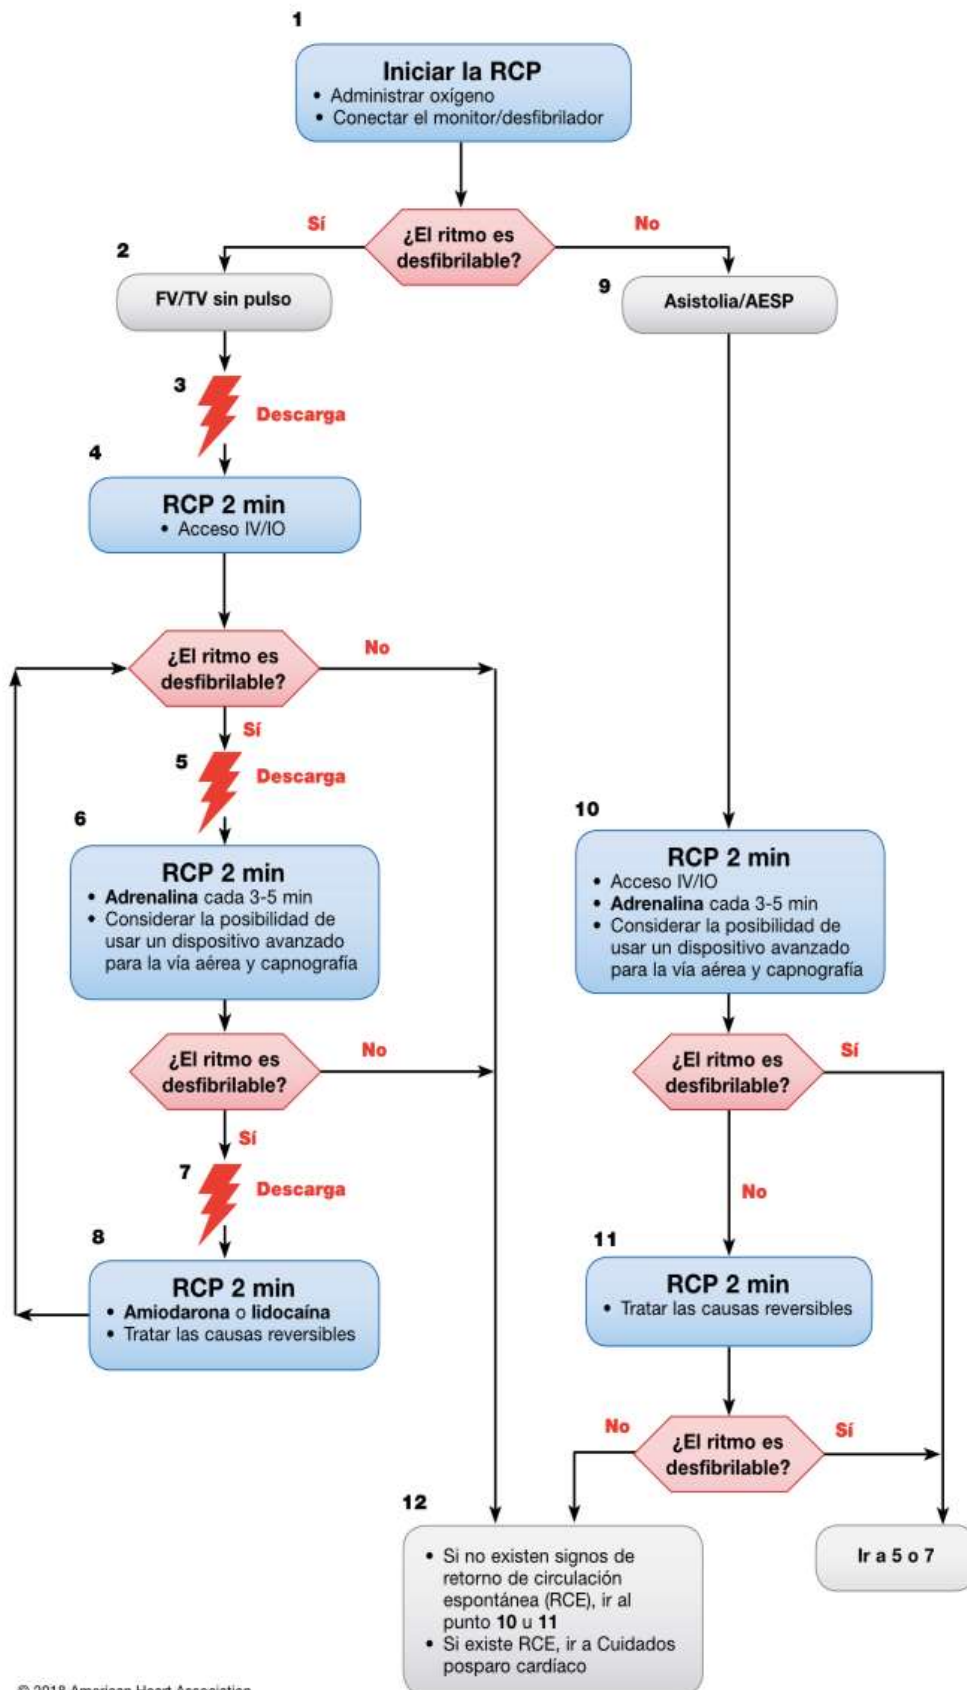 1
Iniciar la RCP
• Administrar oxígeno
• Conectar el monitor/desfibrilador
¿El ritmo es
desfibrilable?
Sí
No
2
FV/TV sin pulso
9
Asistolia/AESP
3
Descarga
4
RCP 2 min
• Acceso IV/IO
¿El ritmo es
desfibrilable?
No
Sí
5
Descarga
6
RCP 2 min
• Adrenalina cada 3-5 min
• Considerar la posibilidad de
usar un dispositivo avanzado
para la vía aérea y capnografía
¿El ritmo es
desfibrilable?
No
Sí
7
Descarga
8
RCP 2 min
• Amiodarona o lidocaína
• Tratar las causas reversibles
10
RCP 2 min
• Acceso IV/IO
• Adrenalina cada 3-5 min
• Considerar la posibilidad de
usar un dispositivo avanzado
para la vía aérea y capnografía
¿El ritmo es
desfibrilable?
Sí
No
11
RCP 2 min
• Tratar las causas reversibles
¿El ritmo es
desfibrilable?
No
Sí
12
• Si no existen signos de
retorno de circulación
espontánea (RCE), ir al
punto 10 u 11
• Si existe RCE, ir a Cuidados
posparo cardíaco
Ir a 5 o 7
© 2018 American Heart Association